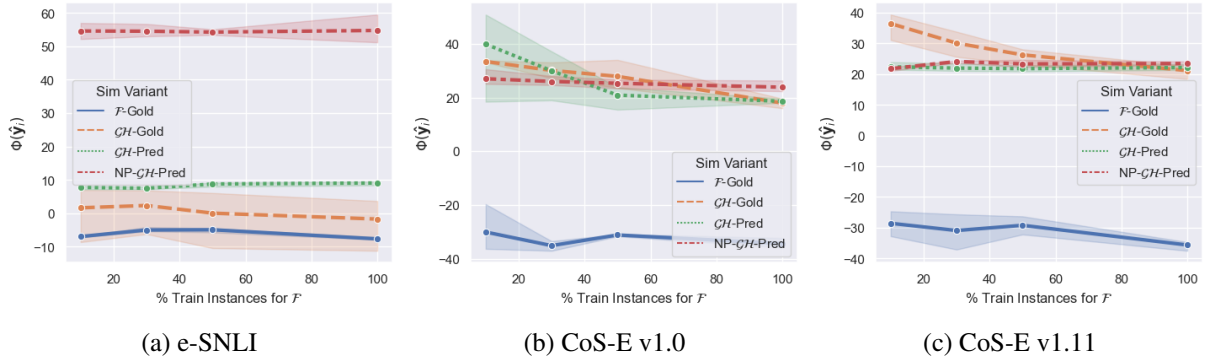 60
50
40
30
20
10
0
−10
Φ(ŷᵢ)
Sim Variant
ℱ-Gold
𝒢ℋ-Gold
𝒢ℋ-Pred
NP-𝒢ℋ-Pred
20 40 60 80 100
% Train Instances for ℱ
(a) e-SNLI
40
20
0
−20
−40
Φ(ŷᵢ)
Sim Variant
ℱ-Gold
𝒢ℋ-Gold
𝒢ℋ-Pred
NP-𝒢ℋ-Pred
20 40 60 80 100
% Train Instances for ℱ
(b) CoS-E v1.0
40
30
20
10
0
−10
−20
−30
−40
Φ(ŷᵢ)
Sim Variant
ℱ-Gold
𝒢ℋ-Gold
𝒢ℋ-Pred
NP-𝒢ℋ-Pred
20 40 60 80 100
% Train Instances for ℱ
(c) CoS-E v1.11